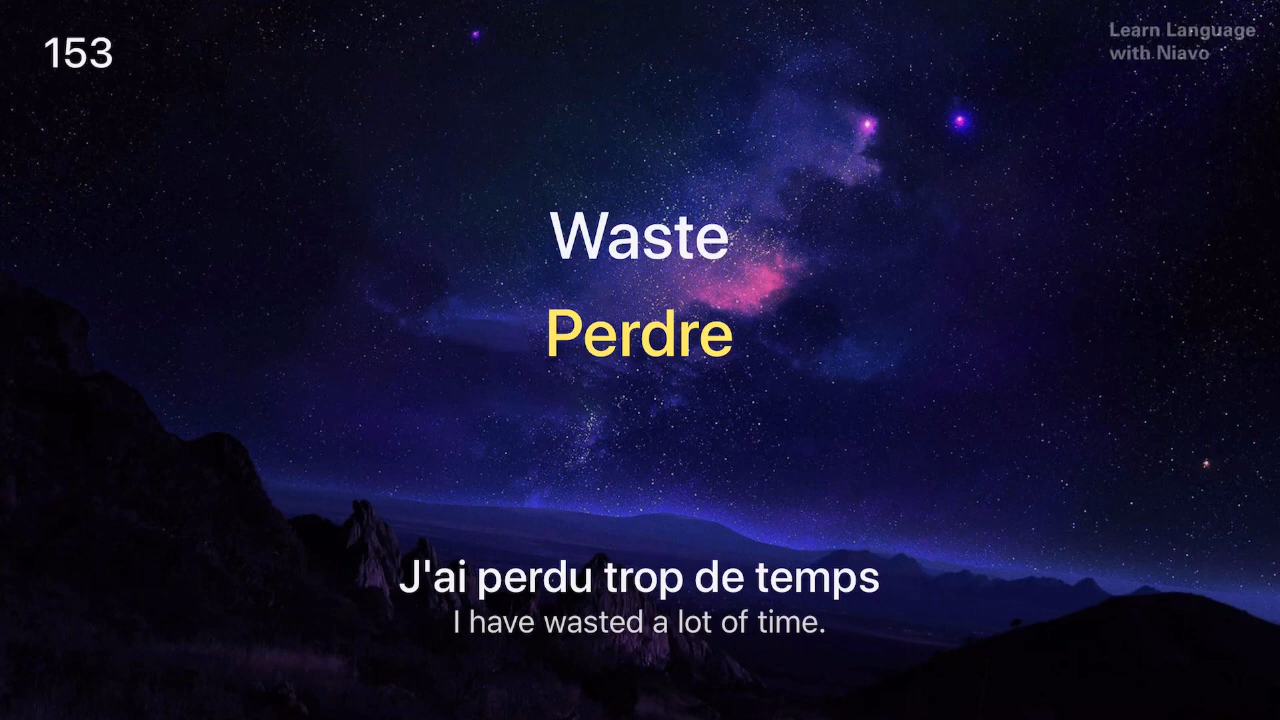 153
Learn Language
with Niavo
Waste
Perdre
J'ai perdu trop de temps
I have wasted a lot of time.